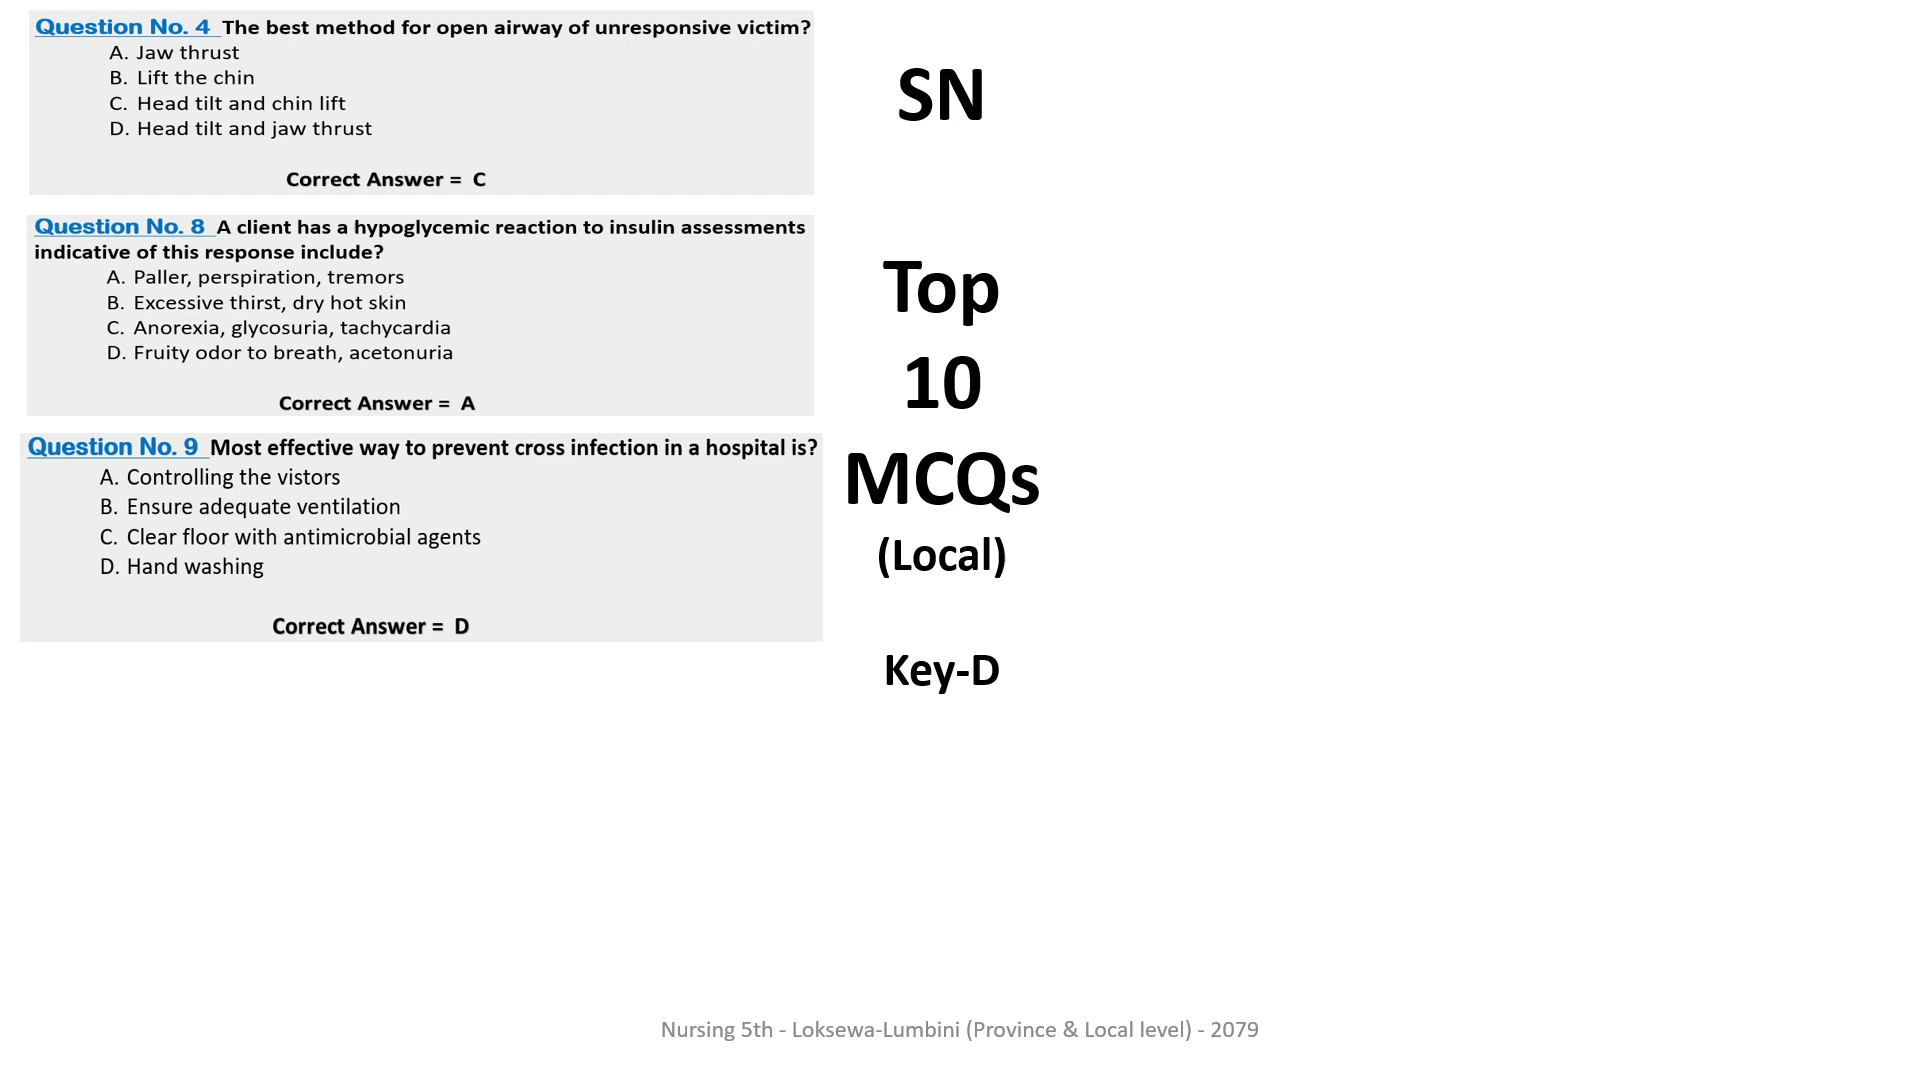 Question No. 4 The best method for open airway of unresponsive victim?
A. Jaw thrust
B. Lift the chin
C. Head tilt and chin lift
D. Head tilt and jaw thrust
Correct Answer = C
Question No. 8 A client has a hypoglycemic reaction to insulin assessments
indicative of this response include?
A. Paller, perspiration, tremors
B. Excessive thirst, dry hot skin
C. Anorexia, glycosuria, tachycardia
D. Fruity odor to breath, acetonuria
Correct Answer = A
Question No. 9 Most effective way to prevent cross infection in a hospital is?
A. Controlling the vistors
B. Ensure adequate ventilation
C. Clear floor with antimicrobial agents
D. Hand washing
Correct Answer = D
SN
Top
10
MCQs
(Local)
Key-D
Nursing 5th - Loksewa-Lumbini (Province & Local level) - 2079